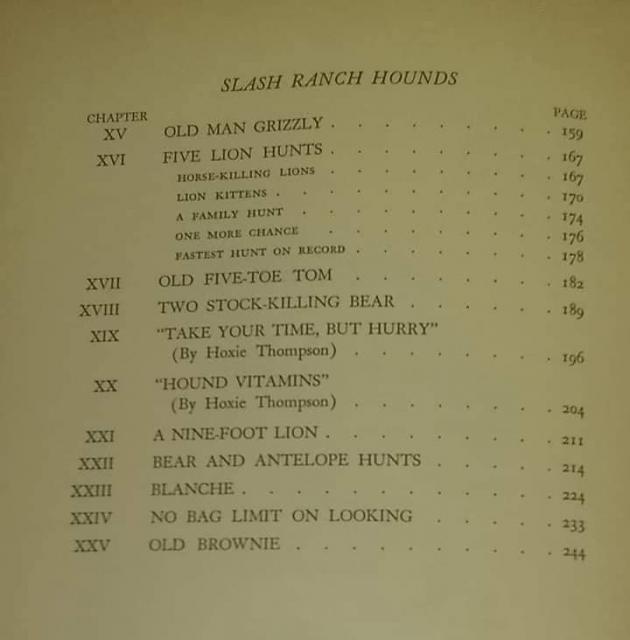 SLASH RANCH HOUNDS
CHAPTER PAGE
XV OLD MAN GRIZZLY . . . . . . . . . 159
XVI FIVE LION HUNTS . . . . . . . . . 167
HORSE-KILLING LIONS . . . . . . . . . 167
LION KITTENS . . . . . . . . . . 170
A FAMILY HUNT . . . . . . . . . 174
ONE MORE CHANCE . . . . . . . . . 176
FASTEST HUNT ON RECORD . . . . . . . . 178
XVII OLD FIVE-TOE TOM . . . . . . . . 182
XVIII TWO STOCK-KILLING BEAR . . . . . . 189
XIX "TAKE YOUR TIME, BUT HURRY"
(By Hoxie Thompson) . . . . . . . . 196
XX "HOUND VITAMINS"
(By Hoxie Thompson) . . . . . . . 204
XXI A NINE-FOOT LION . . . . . . . . . 211
XXII BEAR AND ANTELOPE HUNTS . . . . . 214
XXIII BLANCHE . . . . . . . . . . . . 224
XXIV NO BAG LIMIT ON LOOKING . . . . . 233
XXV OLD BROWNIE . . . . . . . . . . 244